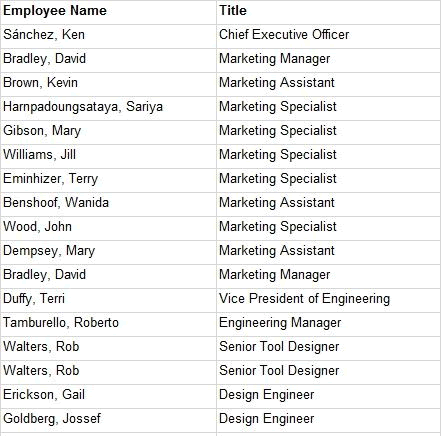 Employee Name Title
Sánchez, Ken Chief Executive Officer
Bradley, David Marketing Manager
Brown, Kevin Marketing Assistant
Harnpadoungsataya, Sariya Marketing Specialist
Gibson, Mary Marketing Specialist
Williams, Jill Marketing Specialist
Eminhizer, Terry Marketing Specialist
Benshoof, Wanida Marketing Assistant
Wood, John Marketing Specialist
Dempsey, Mary Marketing Assistant
Bradley, David Marketing Manager
Duffy, Terri Vice President of Engineering
Tamburello, Roberto Engineering Manager
Walters, Rob Senior Tool Designer
Walters, Rob Senior Tool Designer
Erickson, Gail Design Engineer
Goldberg, Jossef Design Engineer